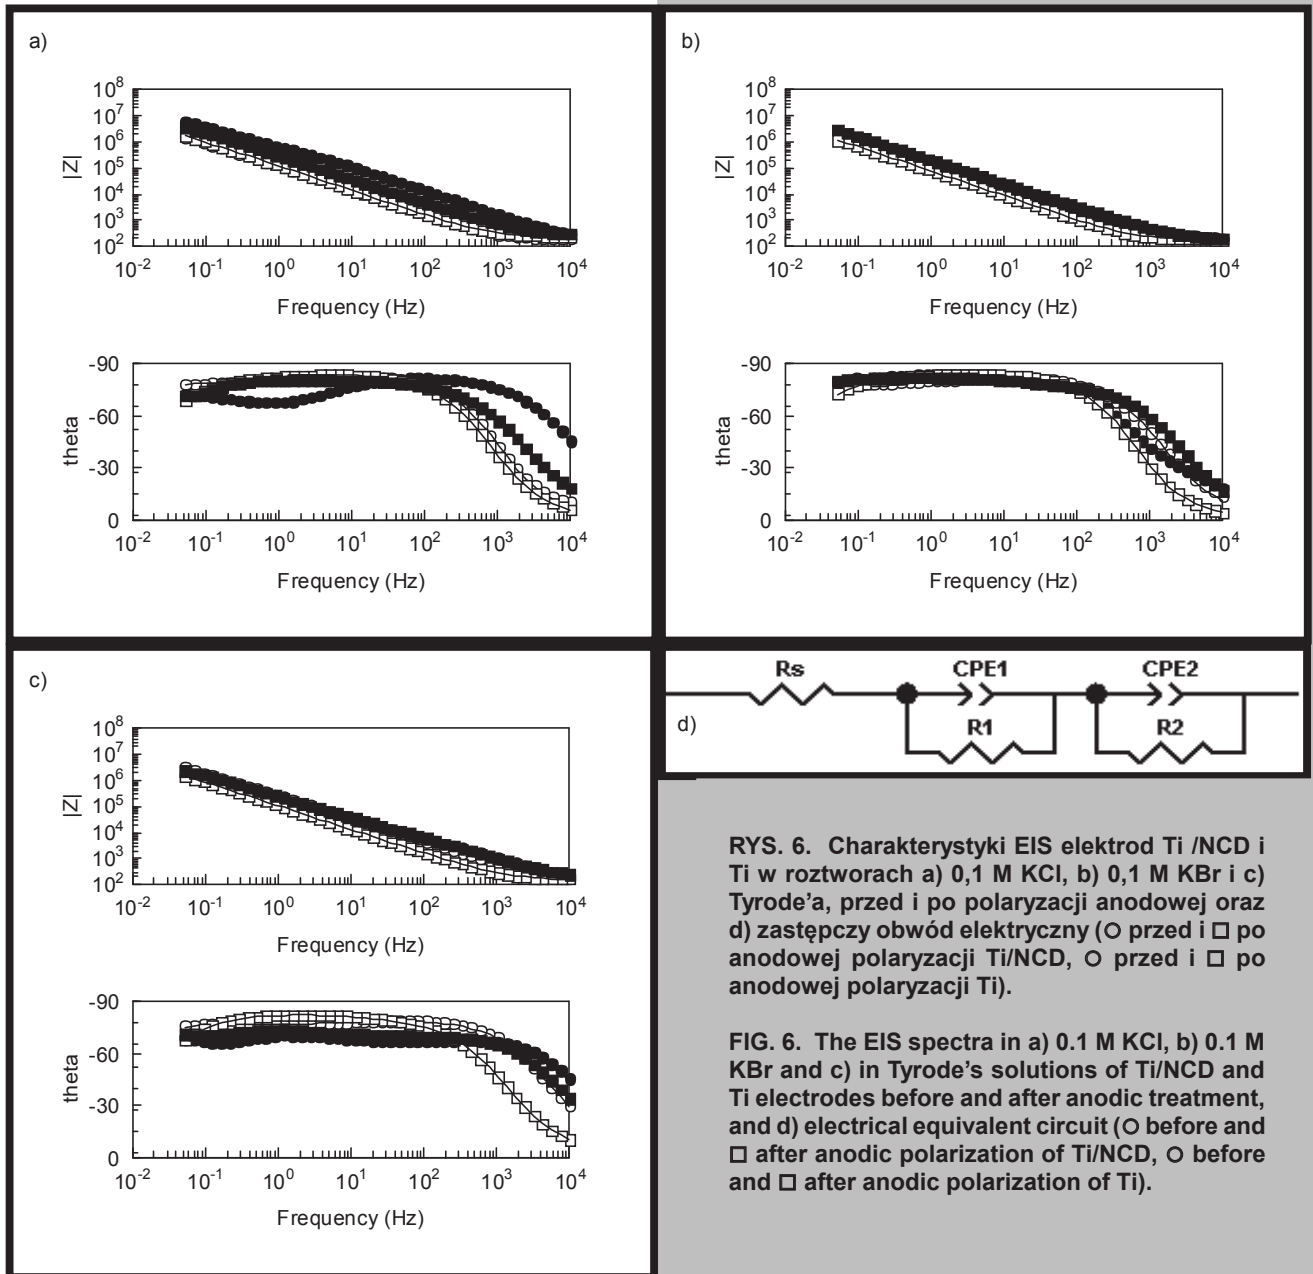 a)
10⁸
10⁷
10⁶
10⁵
10⁴
10³
10²
|Z|
10⁻² 10⁻¹ 10⁰ 10¹ 10² 10³ 10⁴
Frequency (Hz)
-90
-60
-30
0
theta
10⁻² 10⁻¹ 10⁰ 10¹ 10² 10³ 10⁴
Frequency (Hz)
b)
10⁸
10⁷
10⁶
10⁵
10⁴
10³
10²
|Z|
10⁻² 10⁻¹ 10⁰ 10¹ 10² 10³ 10⁴
Frequency (Hz)
-90
-60
-30
0
theta
10⁻² 10⁻¹ 10⁰ 10¹ 10² 10³ 10⁴
Frequency (Hz)
c)
10⁸
10⁷
10⁶
10⁵
10⁴
10³
10²
|Z|
10⁻² 10⁻¹ 10⁰ 10¹ 10² 10³ 10⁴
Frequency (Hz)
-90
-60
-30
0
theta
10⁻² 10⁻¹ 10⁰ 10¹ 10² 10³ 10⁴
Frequency (Hz)
Rs CPE1 CPE2
d) R1 R2
RYS. 6. Charakterystyki EIS elektrod Ti /NCD i
Ti w roztworach a) 0,1 M KCl, b) 0,1 M KBr i c)
Tyrode’a, przed i po polaryzacji anodowej oraz
d) zastępczy obwód elektryczny (○ przed i □ po
anodowej polaryzacji Ti/NCD, ○ przed i □ po
anodowej polaryzacji Ti).
FIG. 6. The EIS spectra in a) 0.1 M KCl, b) 0.1 M
KBr and c) in Tyrode’s solutions of Ti/NCD and
Ti electrodes before and after anodic treatment,
and d) electrical equivalent circuit (○ before and
□ after anodic polarization of Ti/NCD, ○ before
and □ after anodic polarization of Ti).